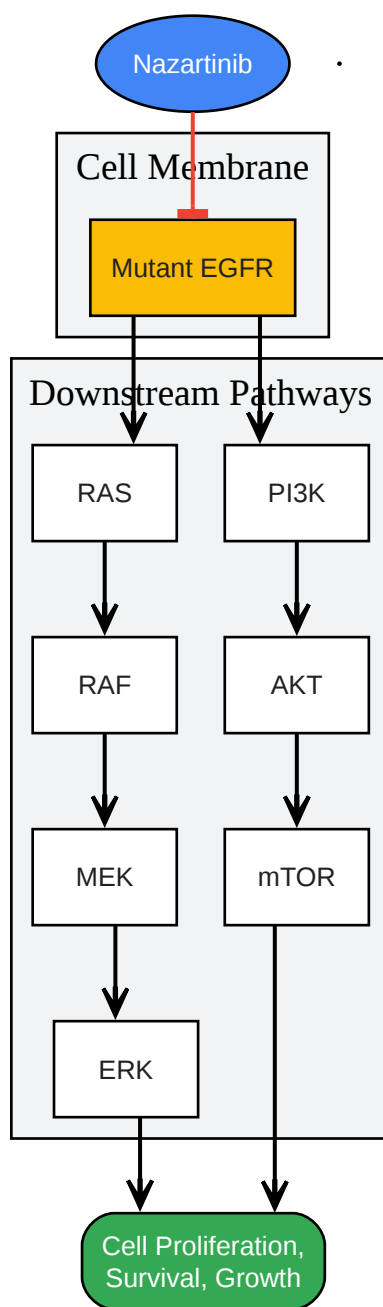 Nazartinib
Cell Membrane
Mutant EGFR
Downstream Pathways
RAS
PI3K
RAF
AKT
MEK
mTOR
ERK
Cell Proliferation,
Survival, Growth